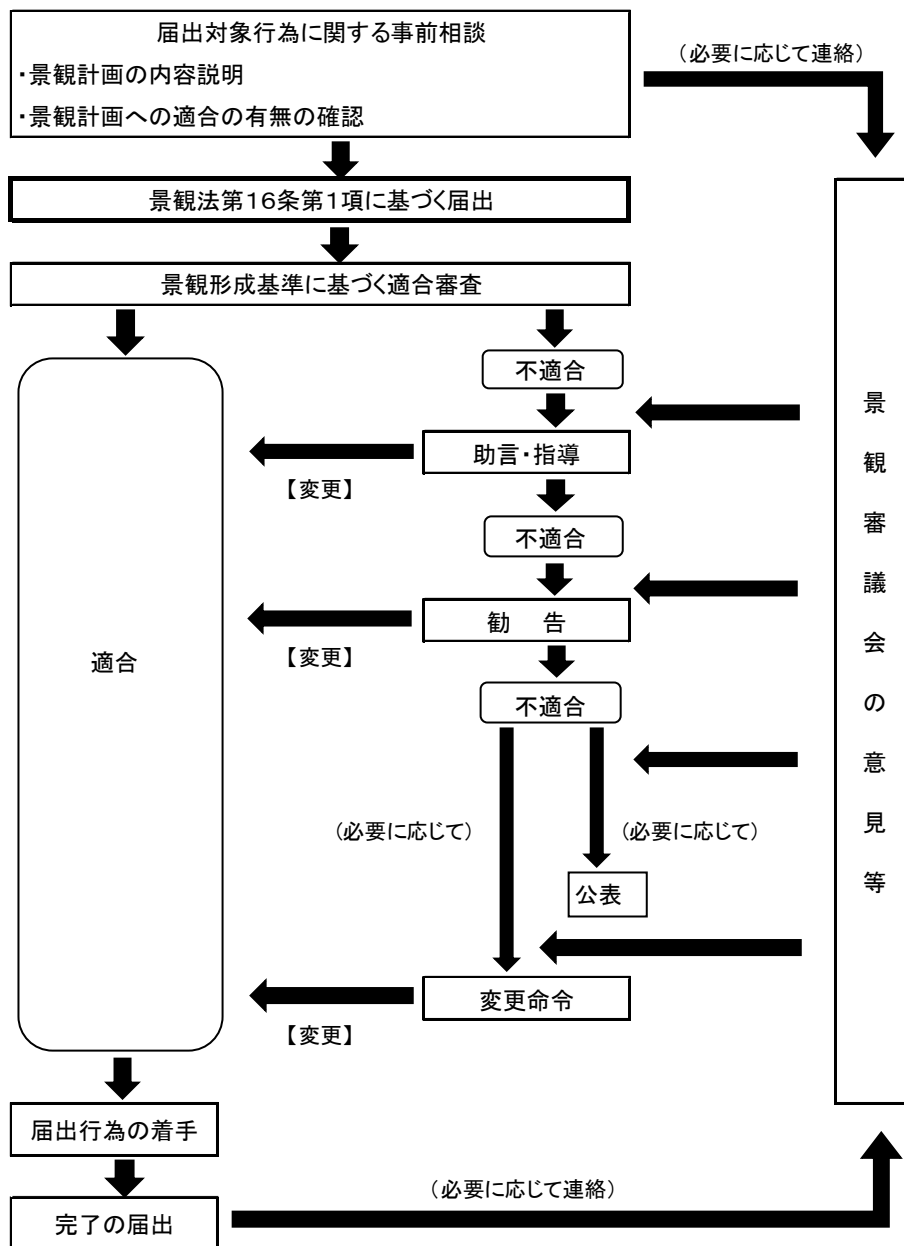 届出対象行為に関する事前相談
・景観計画の内容説明
・景観計画への適合の有無の確認
（必要に応じて連絡）
景観法第16条第1項に基づく届出
景観形成基準に基づく適合審査
不適合
助言・指導
【変更】
不適合
勧　告
【変更】
適合
不適合
（必要に応じて）
（必要に応じて）
公表
変更命令
【変更】
景観審議会の意見等
届出行為の着手
（必要に応じて連絡）
完了の届出